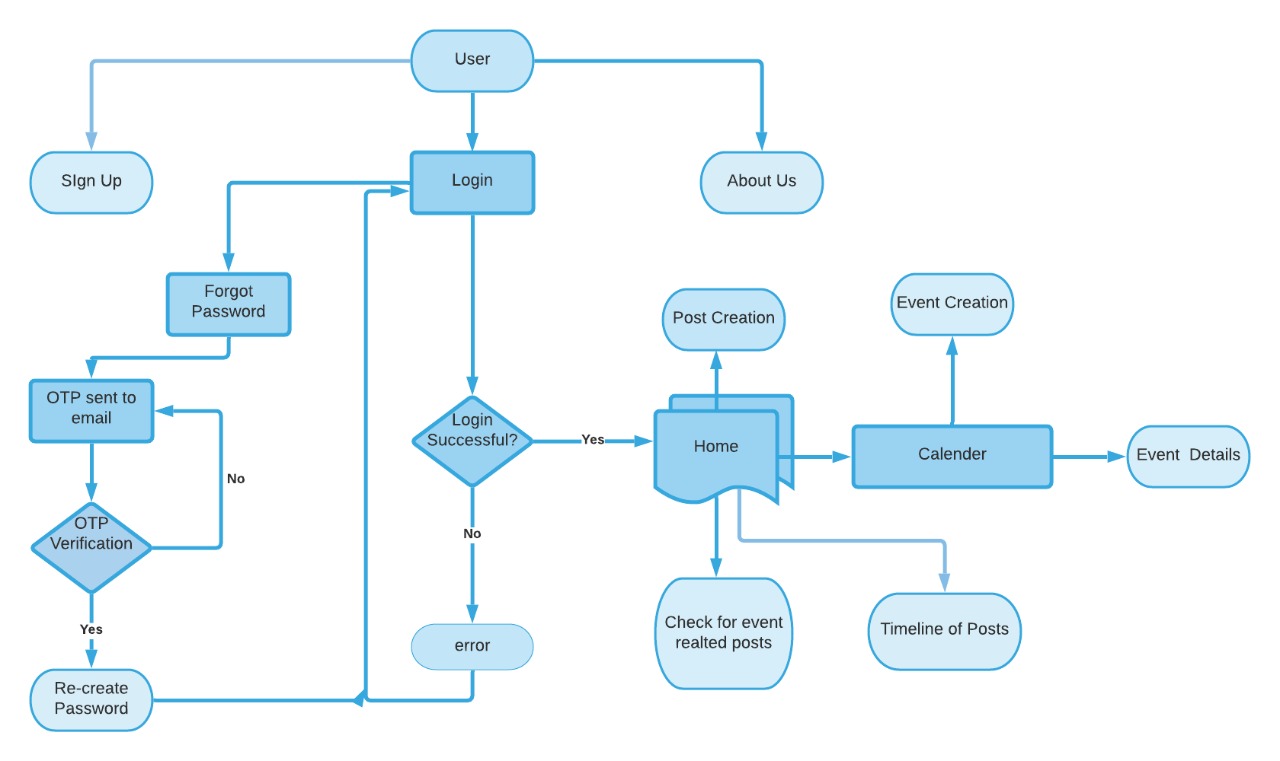 User
SIgn Up
Login
About Us
Forgot
Password
Post Creation
Event Creation
OTP sent to
email
Login
Successful?
Yes
Home
Calender
Event  Details
No
OTP
Verification
No
Yes
error
Check for event
realted posts
Timeline of Posts
Re-create
Password